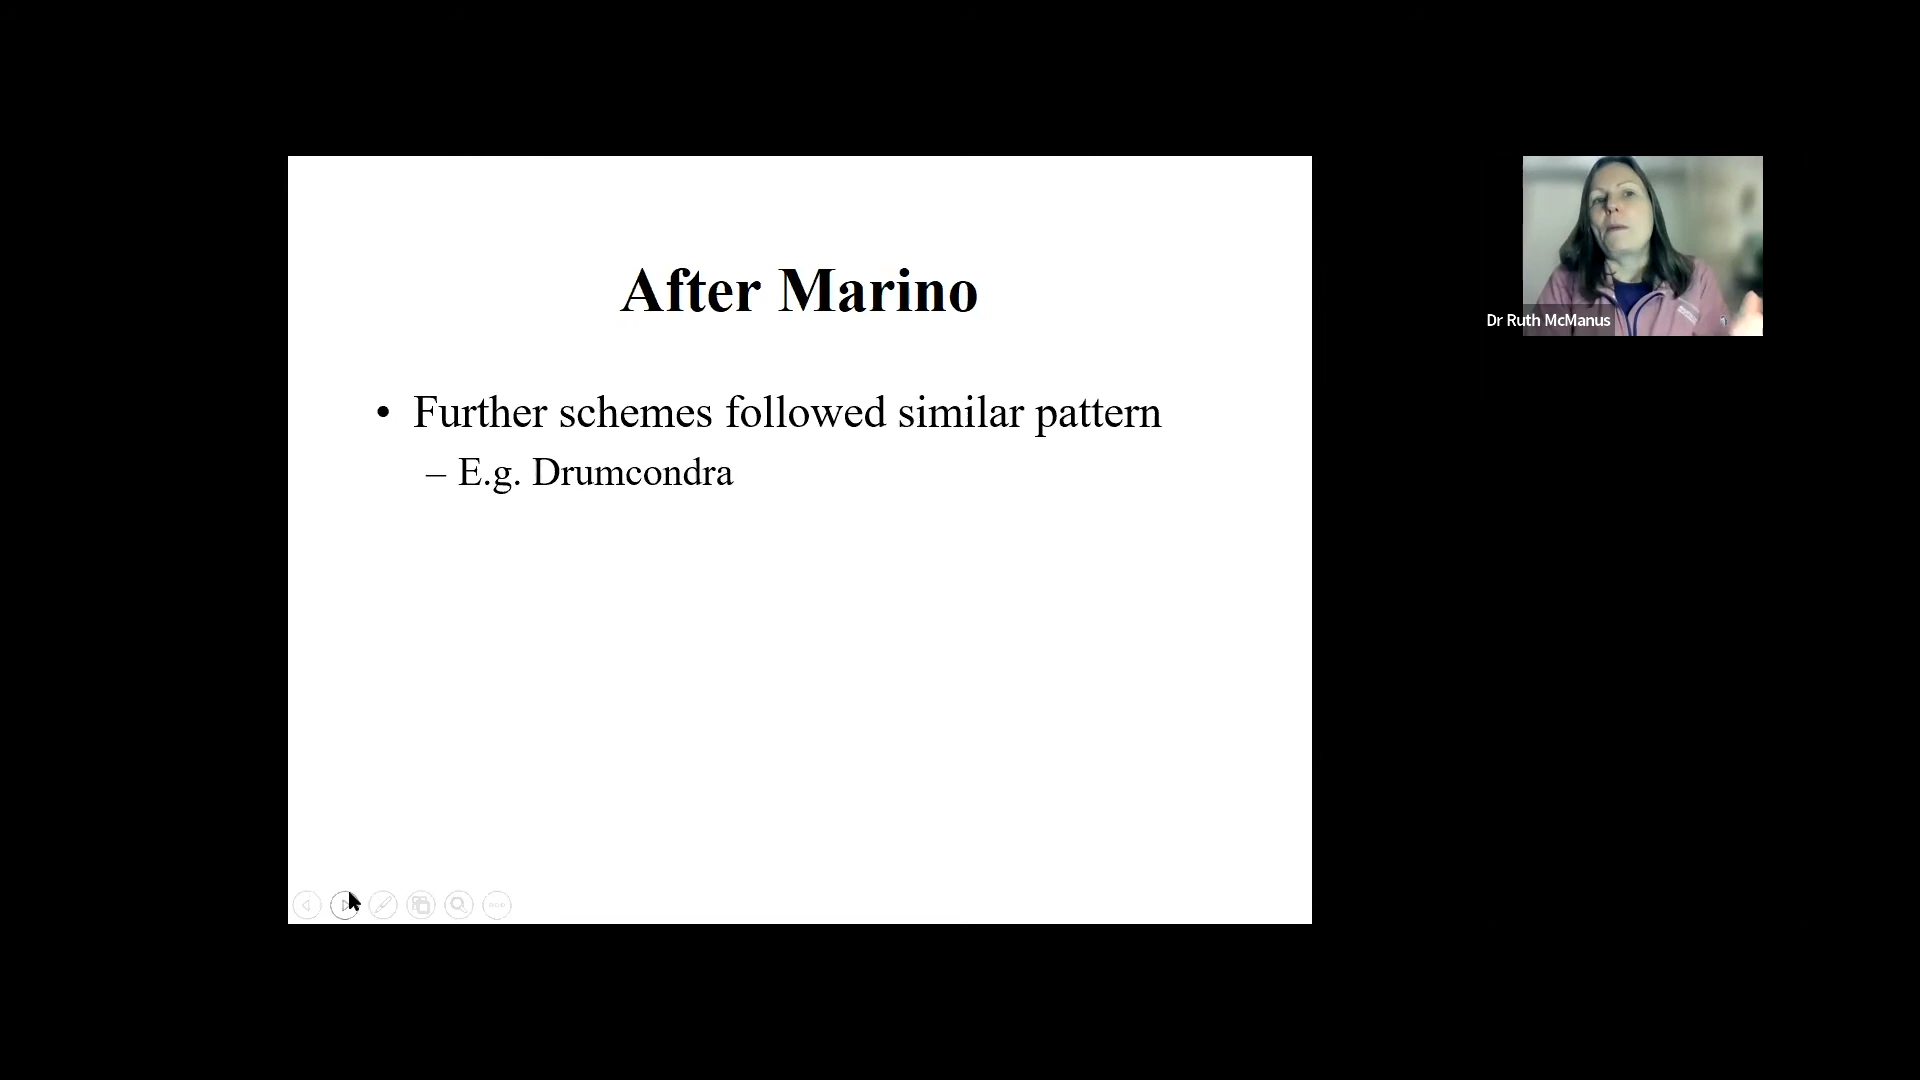 After Marino
• Further schemes followed similar pattern
– E.g. Drumcondra
Dr Ruth McManus